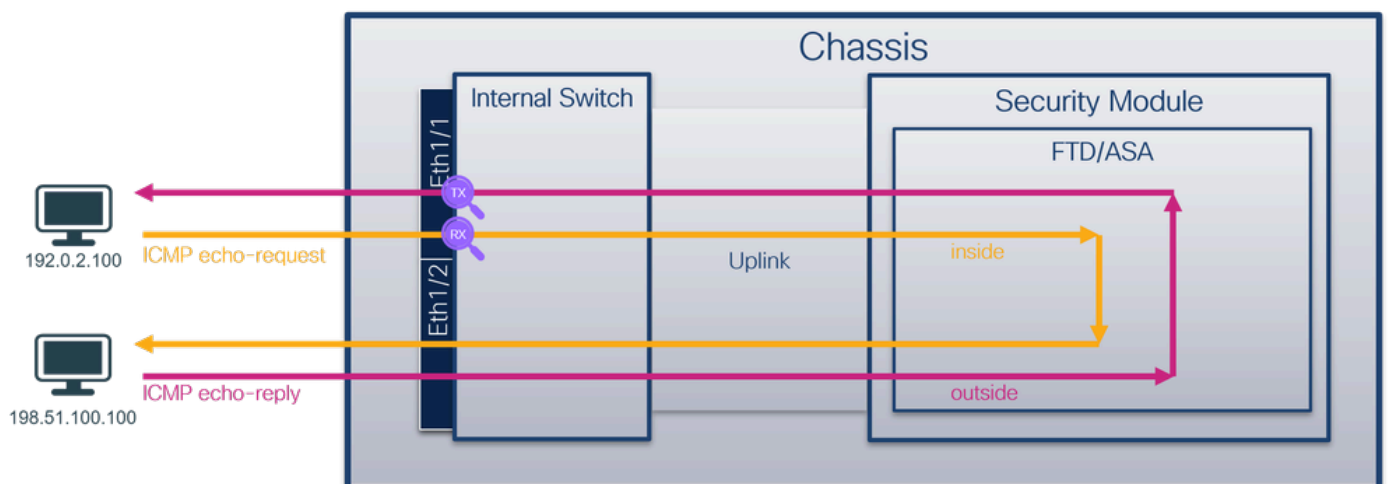 Chassis
Internal Switch
Security Module
FTD/ASA
Eth1/1
TX
RX
192.0.2.100
ICMP echo-request
inside
Uplink
Eth1/2
198.51.100.100
ICMP echo-reply
outside